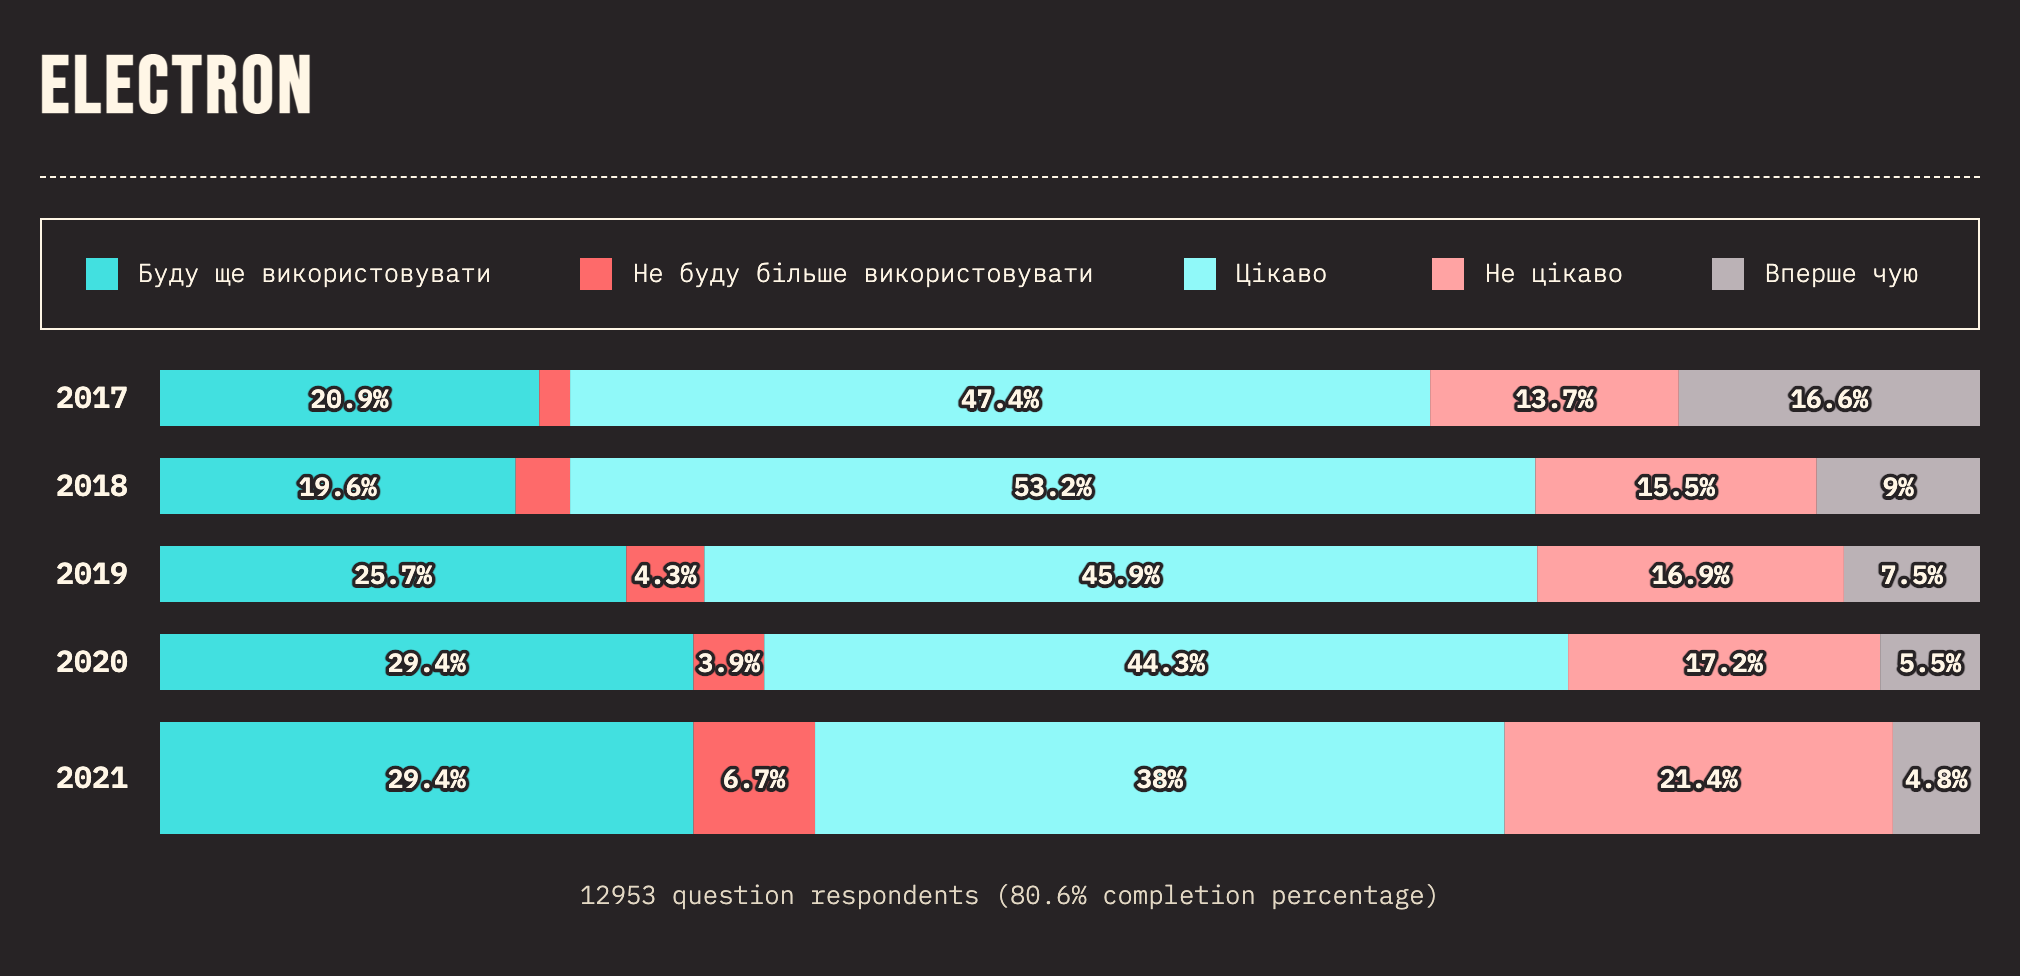 ELECTRON
Буду ще використовувати Не буду більше використовувати Цікаво Не цікаво Вперше чую
2017 20.9% 47.4% 13.7% 16.6%
2018 19.6% 53.2% 15.5% 9%
2019 25.7% 4.3% 45.9% 16.9% 7.5%
2020 29.4% 3.9% 44.3% 17.2% 5.5%
2021 29.4% 6.7% 38% 21.4% 4.8%
12953 question respondents (80.6% completion percentage)